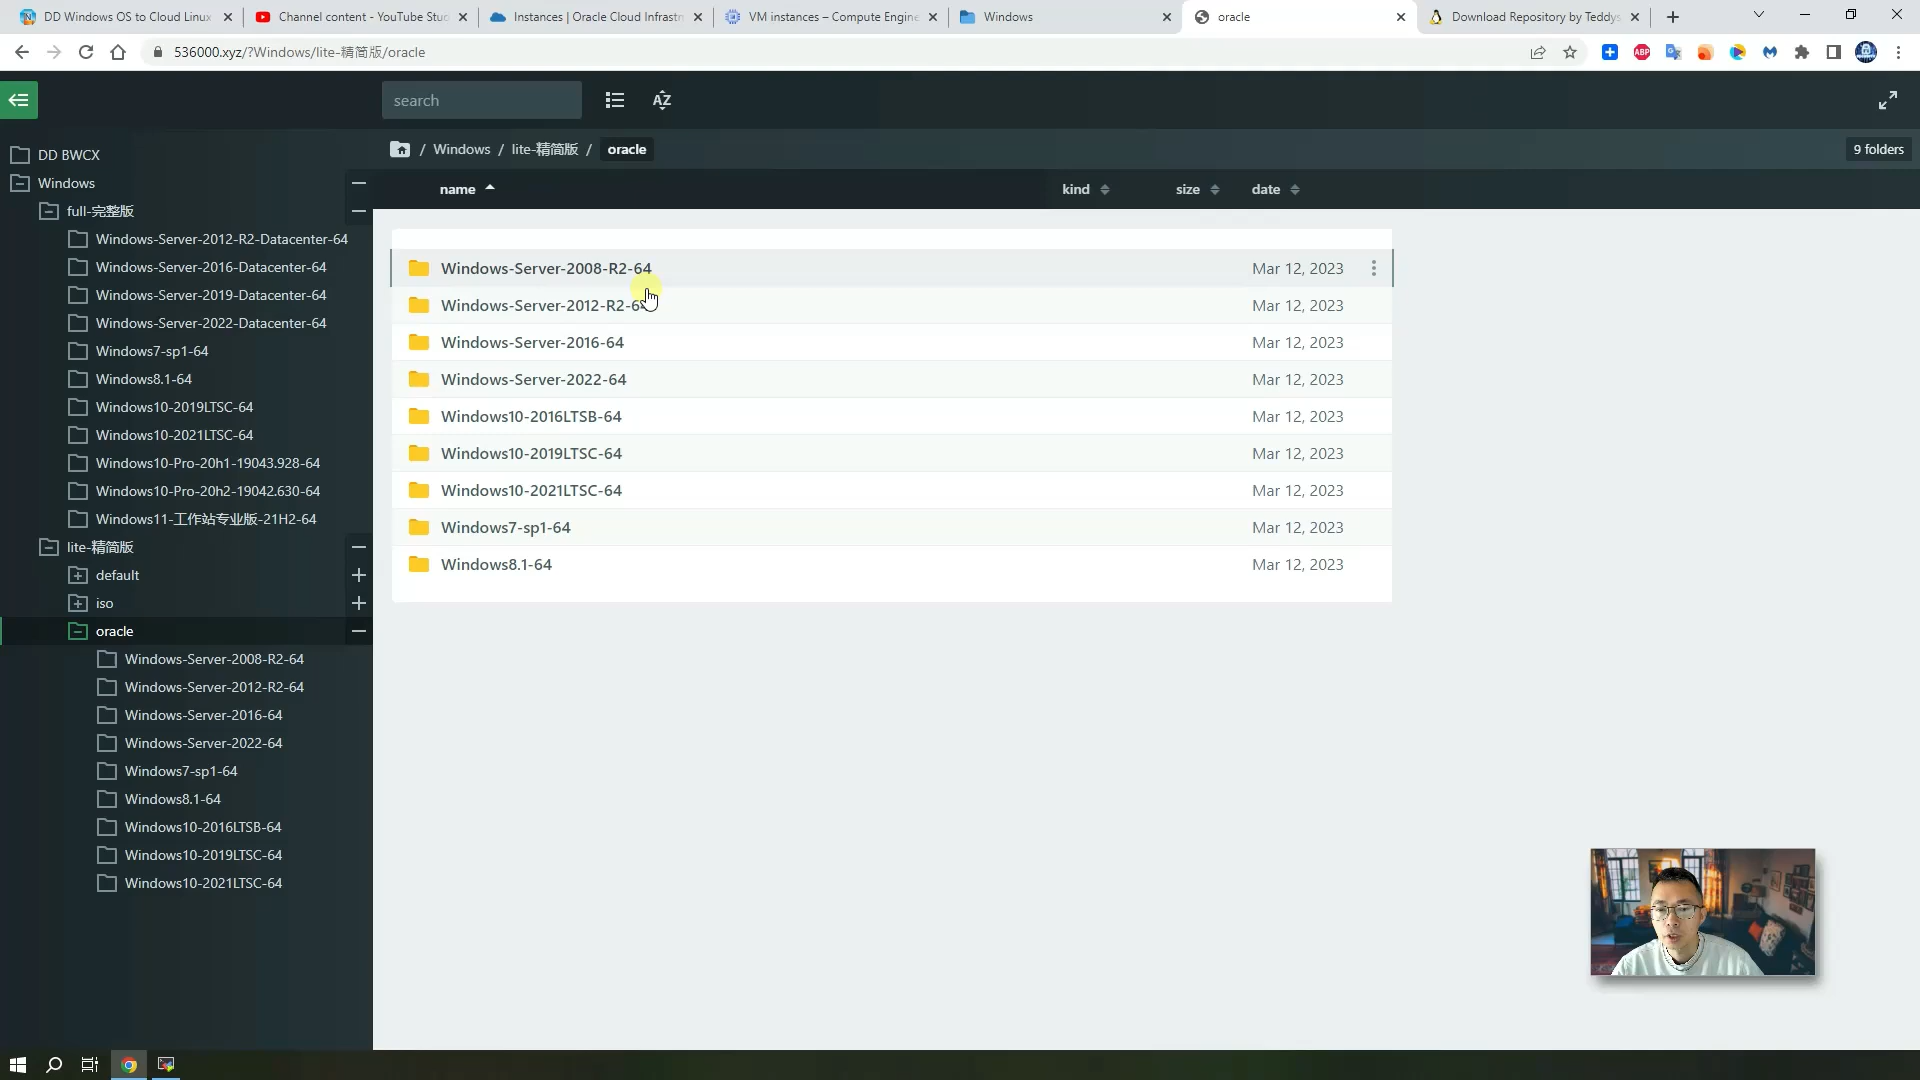 DD Windows OS to Cloud Linux
Channel content - YouTube Stu
Instances | Oracle Cloud Infrastr
VM instances – Compute Engine
Windows
oracle
Download Repository by Teddys
536000.xyz/?Windows/lite-精简版/oracle
ABP
search
AZ
DD BWCX
Windows
full-完整版
Windows-Server-2012-R2-Datacenter-64
Windows-Server-2016-Datacenter-64
Windows-Server-2019-Datacenter-64
Windows-Server-2022-Datacenter-64
Windows7-sp1-64
Windows8.1-64
Windows10-2019LTSC-64
Windows10-2021LTSC-64
Windows10-Pro-20h1-19043.928-64
Windows10-Pro-20h2-19042.630-64
Windows11-工作站专业版-21H2-64
lite-精简版
default
iso
oracle
Windows-Server-2008-R2-64
Windows-Server-2012-R2-64
Windows-Server-2016-64
Windows-Server-2022-64
Windows7-sp1-64
Windows8.1-64
Windows10-2016LTSB-64
Windows10-2019LTSC-64
Windows10-2021LTSC-64
/ Windows / lite-精简版 / oracle
9 folders
name kind size date
Windows-Server-2008-R2-64 Mar 12, 2023
Windows-Server-2012-R2-64 Mar 12, 2023
Windows-Server-2016-64 Mar 12, 2023
Windows-Server-2022-64 Mar 12, 2023
Windows10-2016LTSB-64 Mar 12, 2023
Windows10-2019LTSC-64 Mar 12, 2023
Windows10-2021LTSC-64 Mar 12, 2023
Windows7-sp1-64 Mar 12, 2023
Windows8.1-64 Mar 12, 2023